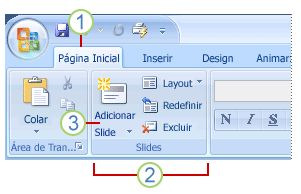 1
Página Inicial Inserir Design Animar
Colar
Adicionar
Slide
Layout
Redefinir
Excluir
N I S
3
Área de Tran... Slides
2